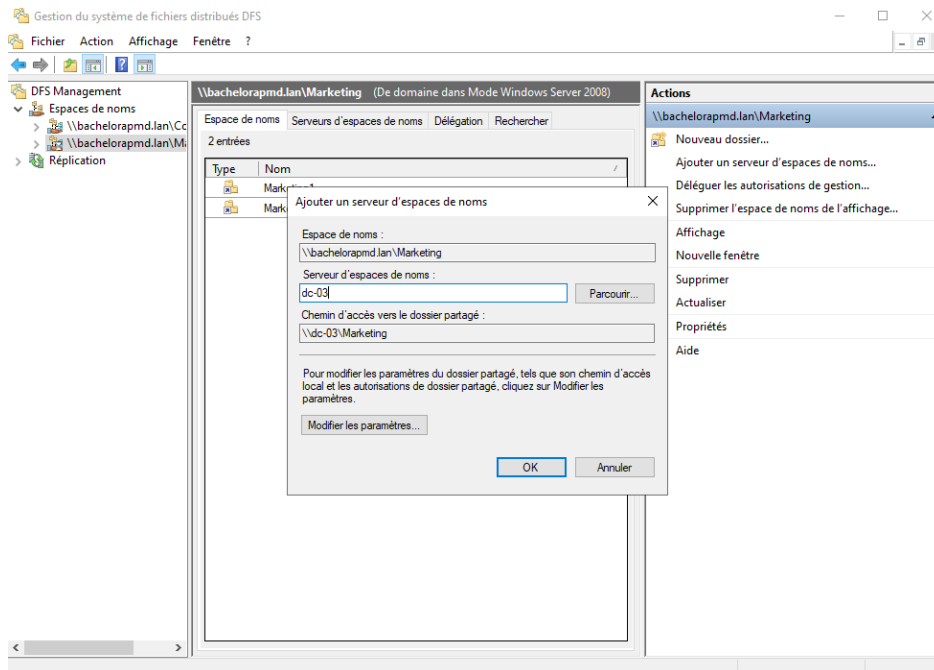 Gestion du système de fichiers distribués DFS
Fichier Action Affichage Fenêtre ?
DFS Management
Espaces de noms
\\bachelorapmd.lan\Cc
\\bachelorapmd.lan\M
Réplication
\\bachelorapmd.lan\Marketing (De domaine dans Mode Windows Server 2008)
Espace de noms Serveurs d'espaces de noms Délégation Rechercher
2 entrées
Type Nom
Mark
Mark
Ajouter un serveur d'espaces de noms
Espace de noms :
\\bachelorapmd.lan\Marketing
Serveur d'espaces de noms :
dc-03
Parcourir...
Chemin d'accès vers le dossier partagé :
\\dc-03\Marketing
Pour modifier les paramètres du dossier partagé, tels que son chemin d'accès
local et les autorisations de dossier partagé, cliquez sur Modifier les
paramètres.
Modifier les paramètres...
OK Annuler
Actions
\\bachelorapmd.lan\Marketing
Nouveau dossier...
Ajouter un serveur d'espaces de noms...
Déléguer les autorisations de gestion...
Supprimer l'espace de noms de l'affichage...
Affichage
Nouvelle fenêtre
Supprimer
Actualiser
Propriétés
Aide